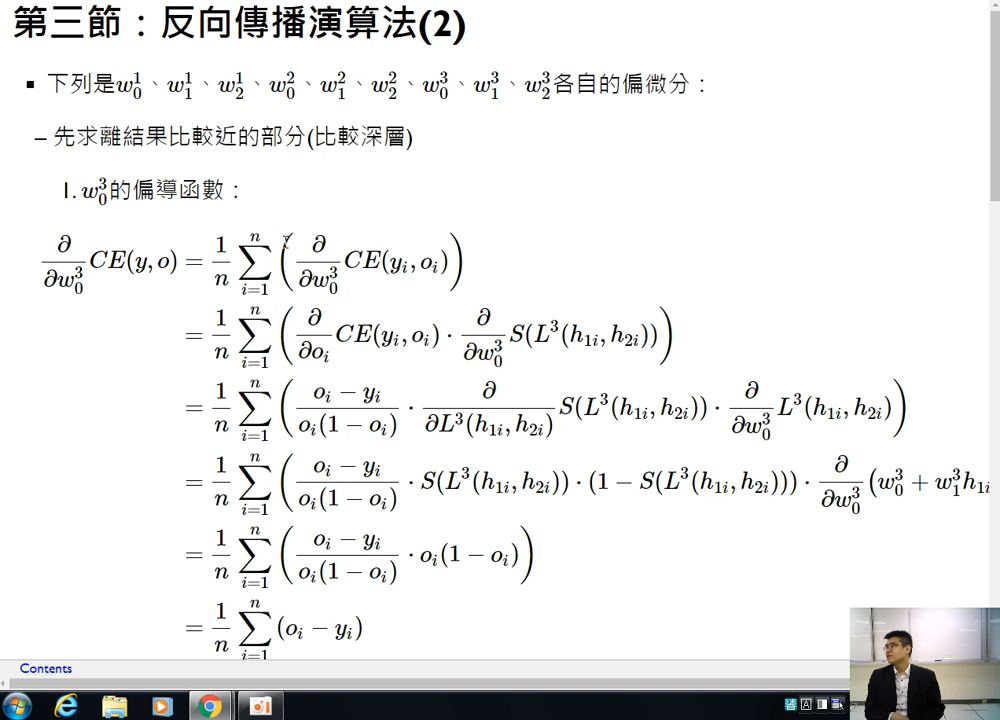 第三節：反向傳播演算法(2)
▪ 下列是w_0^1、w_1^1、w_2^1、w_0^2、w_1^2、w_2^2、w_0^3、w_1^3、w_2^3各自的偏微分：
– 先求離結果比較近的部分(比較深層)
1. w_0^3的偏導函數：
∂/∂w_0^3 CE(y, o) = 1/n ∑_{i=1}^{n} (∂/∂w_0^3 CE(y_i, o_i))
= 1/n ∑_{i=1}^{n} (∂/∂o_i CE(y_i, o_i) · ∂/∂w_0^3 S(L^3(h_{1i}, h_{2i})))
= 1/n ∑_{i=1}^{n} ((o_i − y_i)/(o_i(1 − o_i)) · ∂/∂L^3(h_{1i}, h_{2i}) S(L^3(h_{1i}, h_{2i})) · ∂/∂w_0^3 L^3(h_{1i}, h_{2i}))
= 1/n ∑_{i=1}^{n} ((o_i − y_i)/(o_i(1 − o_i)) · S(L^3(h_{1i}, h_{2i})) · (1 − S(L^3(h_{1i}, h_{2i}))) · ∂/∂w_0^3 (w_0^3 + w_1^3 h_{1i}
= 1/n ∑_{i=1}^{n} ((o_i − y_i)/(o_i(1 − o_i)) · o_i(1 − o_i))
= 1/n ∑_{i=1}^{n} (o_i − y_i)
Contents